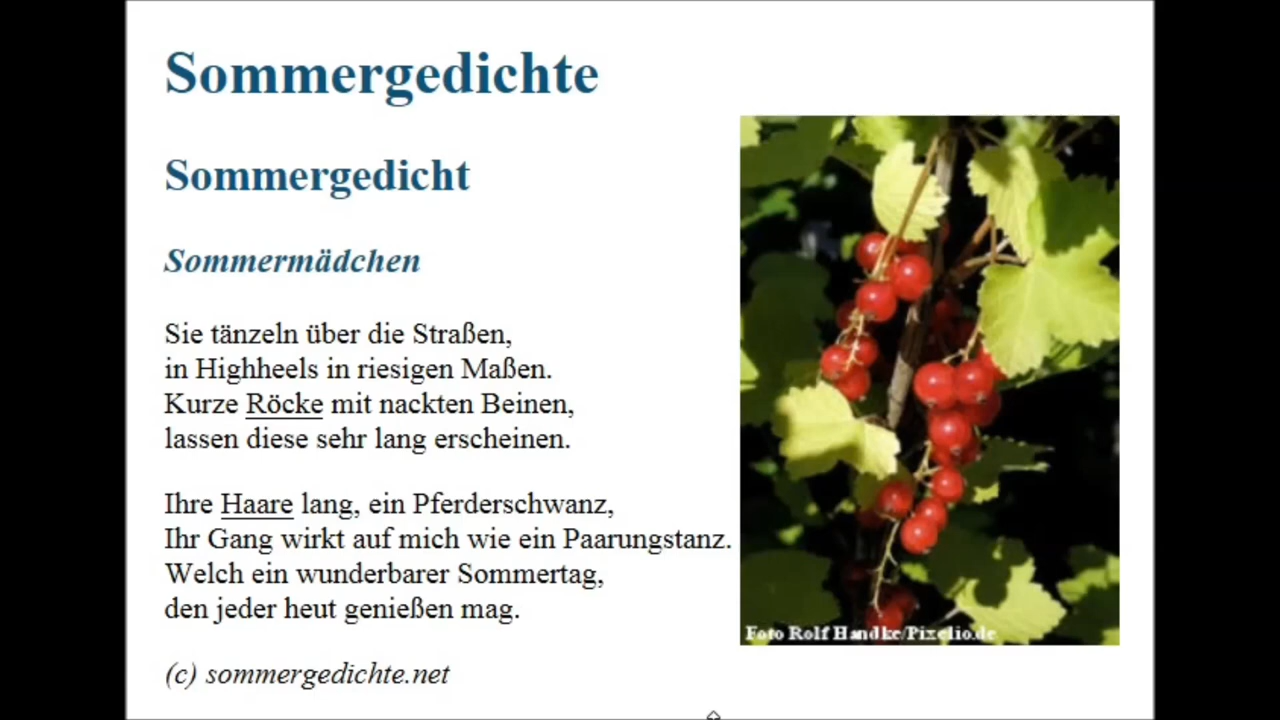 Sommergedichte
Sommergedicht
Sommermädchen
Sie tänzeln über die Straßen,
in Highheels in riesigen Maßen.
Kurze Röcke mit nackten Beinen,
lassen diese sehr lang erscheinen.
Ihre Haare lang, ein Pferderschwanz,
Ihr Gang wirkt auf mich wie ein Paarungstanz.
Welch ein wunderbarer Sommertag,
den jeder heut genießen mag.
(c) sommergedichte.net
Foto Rolf Handke/Pixelio.de